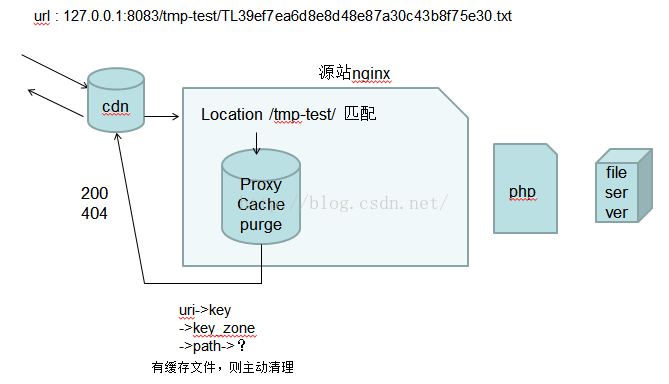 url : 127.0.0.1:8083/tmp-test/TL39ef7ea6d8e8d48e87a30c43b8f75e30.txt
源站nginx
cdn
Location /tmp-test/ 匹配
Proxy
Cache
purge
//blog.csdn.net/
php
file
ser
ver
200
404
uri->key
->key_zone
->path->?
有缓存文件，则主动清理